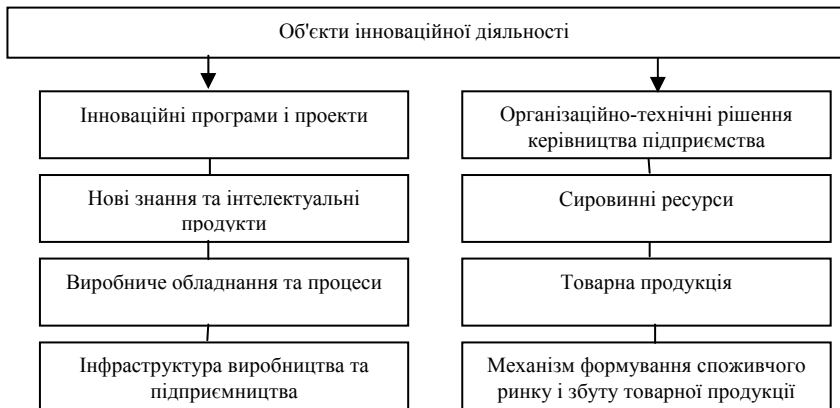 Об'єкти інноваційної діяльності
Інноваційні програми і проекти
Нові знання та інтелектуальні
продукти
Виробниче обладнання та процеси
Інфраструктура виробництва та
підприємництва
Організаційно-технічні рішення
керівництва підприємства
Сировинні ресурси
Товарна продукція
Механізм формування споживчого
ринку і збуту товарної продукції